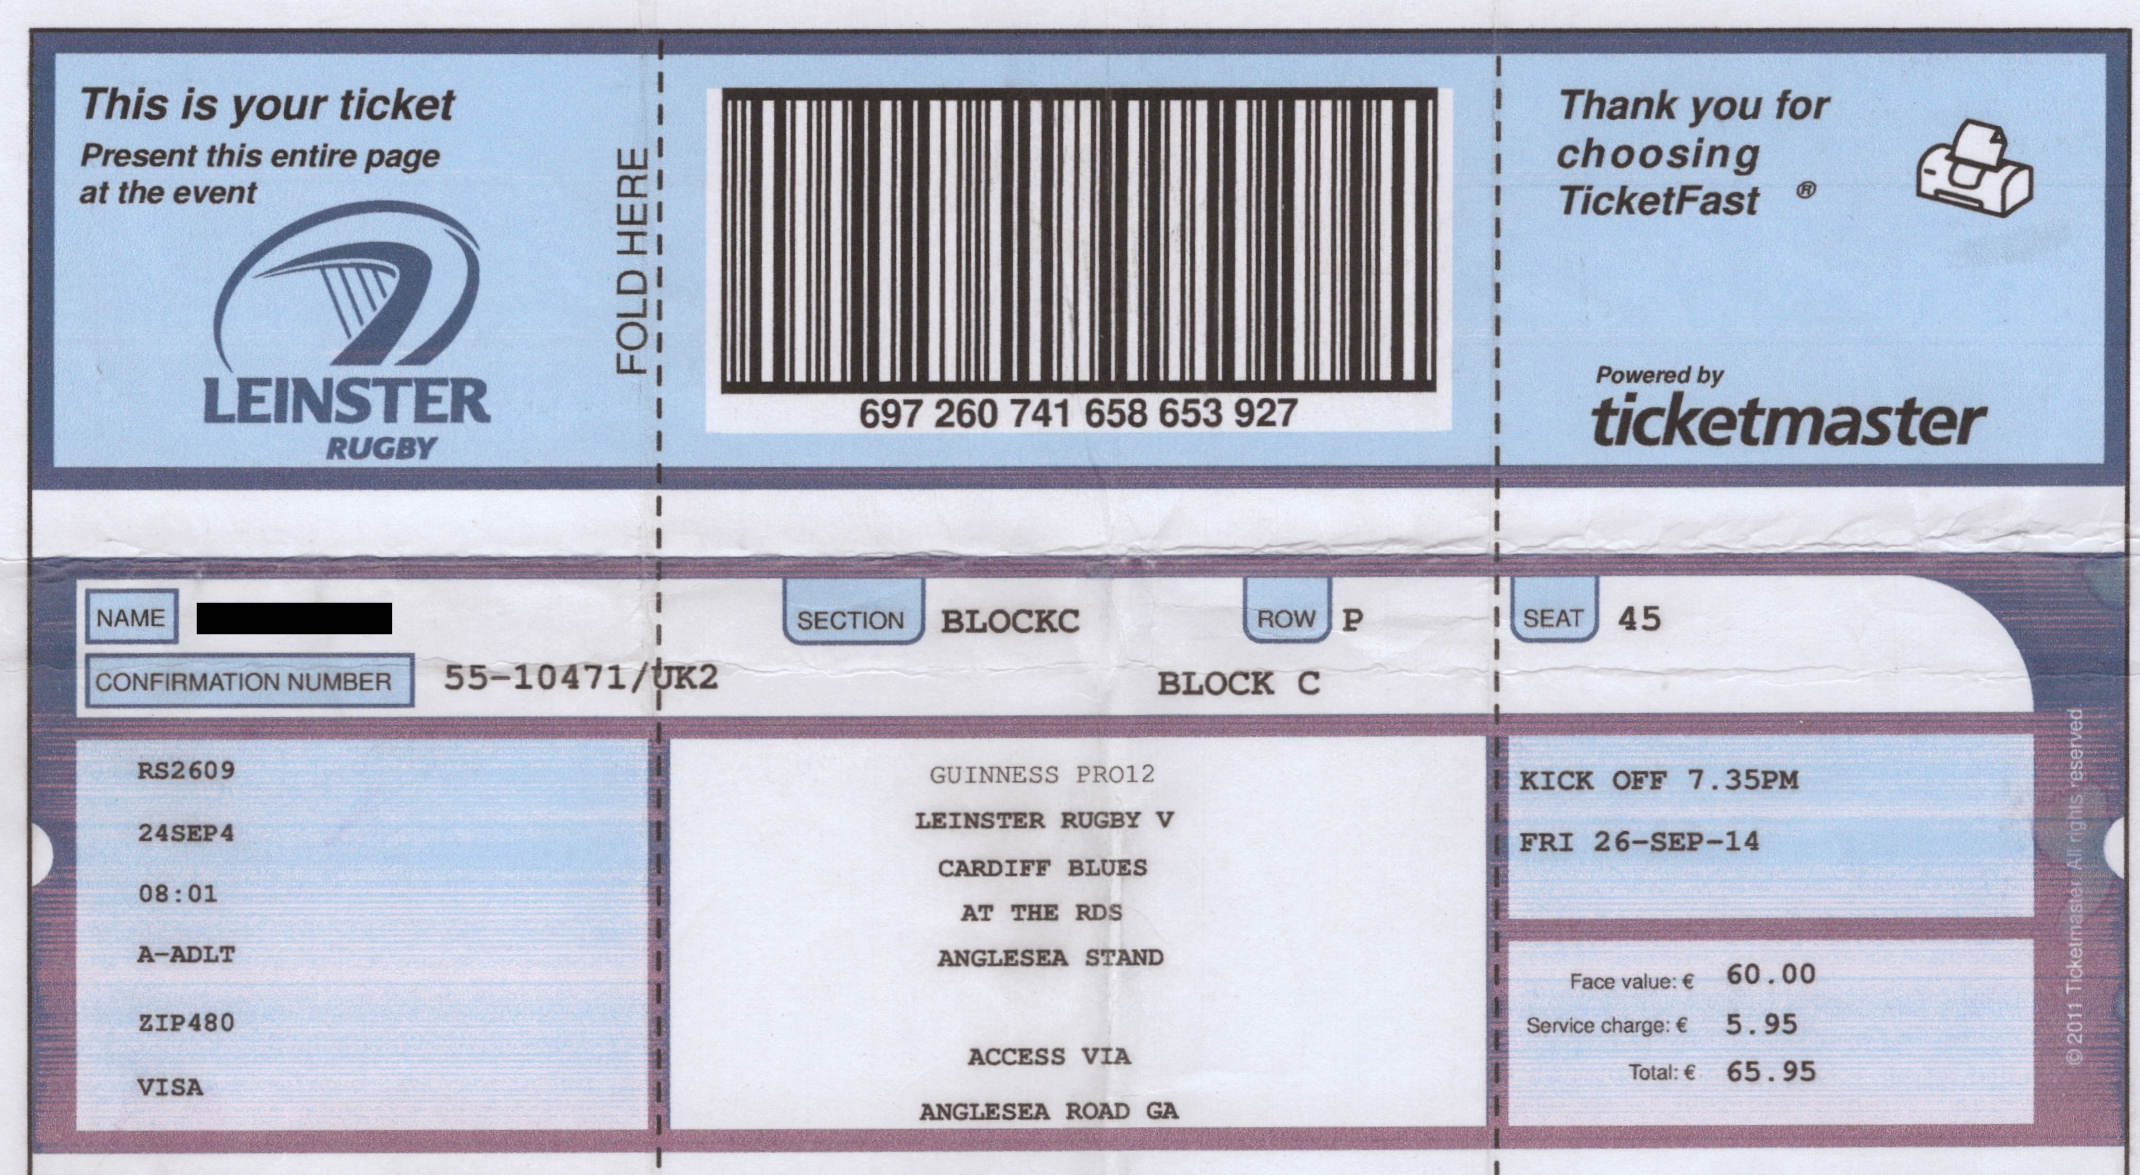 This is your ticket
Present this entire page
at the event
LEINSTER
RUGBY
FOLD HERE
697 260 741 658 653 927
Thank you for
choosing
TicketFast ®
Powered by
ticketmaster
NAME
SECTION BLOCKC ROW P SEAT 45
CONFIRMATION NUMBER 55-10471/UK2 BLOCK C
RS2609
24SEP4
08:01
A-ADLT
ZIP480
VISA
GUINNESS PRO12
LEINSTER RUGBY V
CARDIFF BLUES
AT THE RDS
ANGLESEA STAND
ACCESS VIA
ANGLESEA ROAD GA
KICK OFF 7.35PM
FRI 26-SEP-14
Face value: € 60.00
Service charge: € 5.95
Total: € 65.95
© 2011 Ticketmaster. All rights reserved